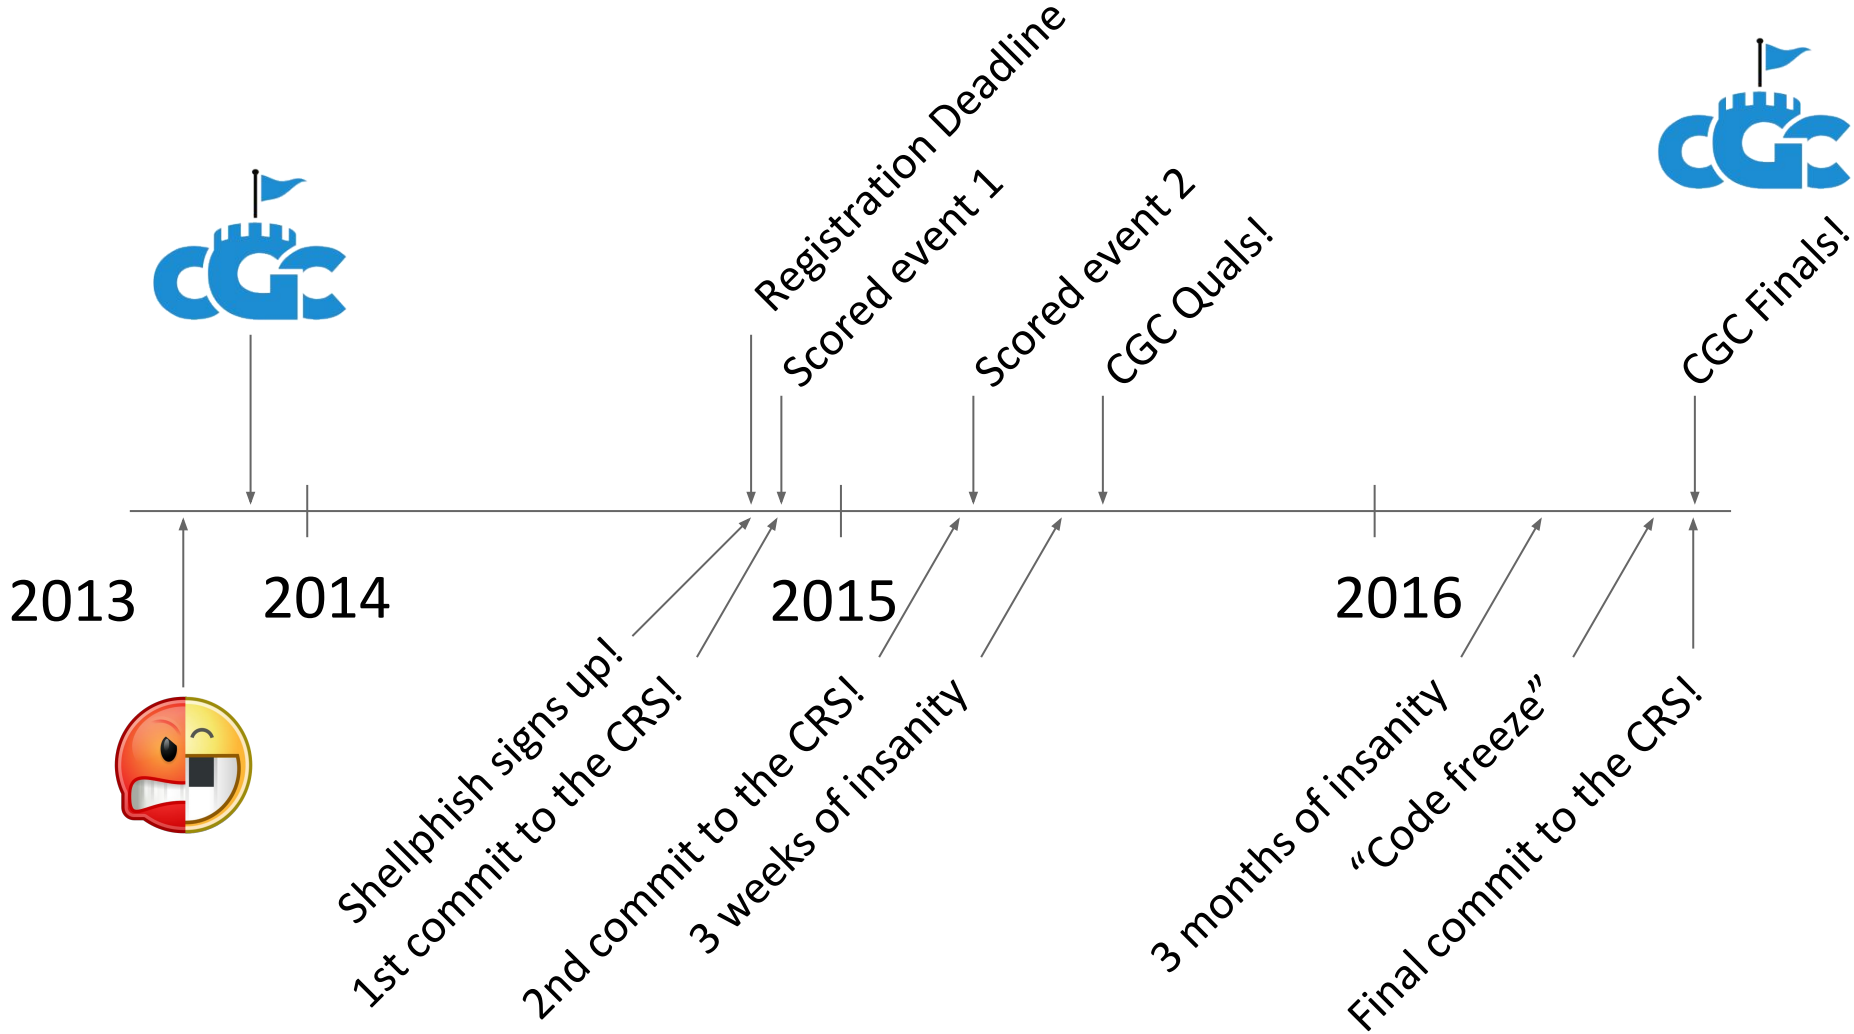 CGC
CGC
Registration Deadline
Scored event 1
Scored event 2
CGC Quals!
CGC Finals!
2013
2014
2015
2016
Shellphish signs up!
1st commit to the CRS!
2nd commit to the CRS!
3 weeks of insanity
3 months of insanity
“Code freeze”
Final commit to the CRS!